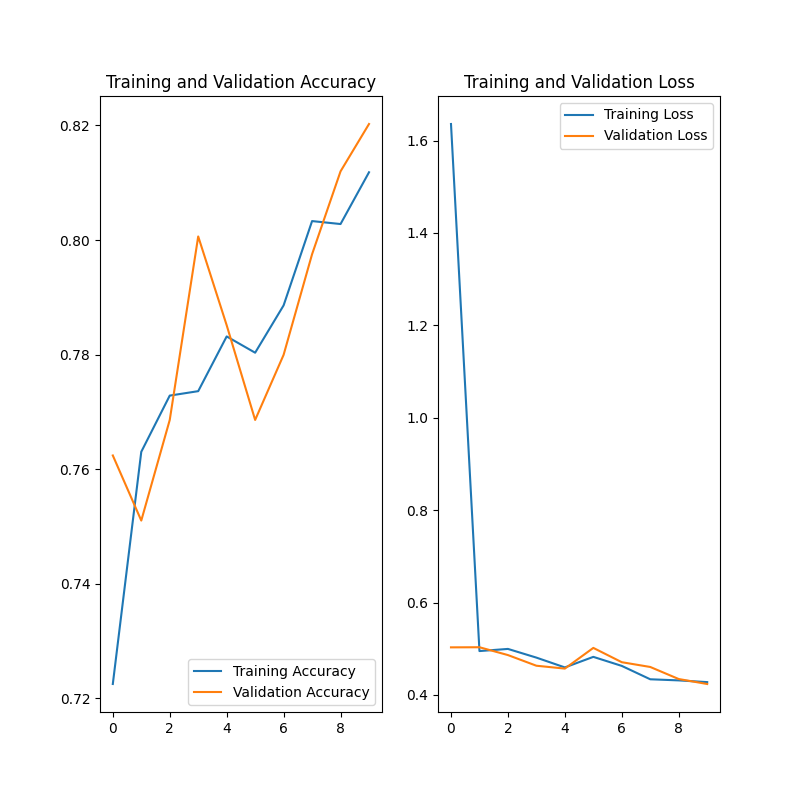 Training and Validation Accuracy
0.82
0.80
0.78
0.76
0.74
0.72
0 2 4 6 8
Training Accuracy
Validation Accuracy
Training and Validation Loss
1.6
1.4
1.2
1.0
0.8
0.6
0.4
0 2 4 6 8
Training Loss
Validation Loss